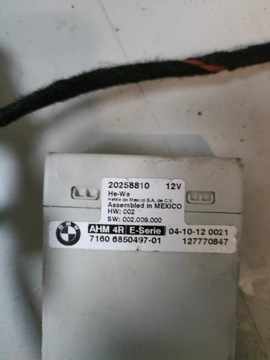 20258810 12V
He-We
HeWe de Mexico S.A. de C.V.
Assembled in MEXICO
HW: 002
SW: 002.009.000
AHM 4R E-Serie 04-10-12 0021
7160 6850497-01 127770847